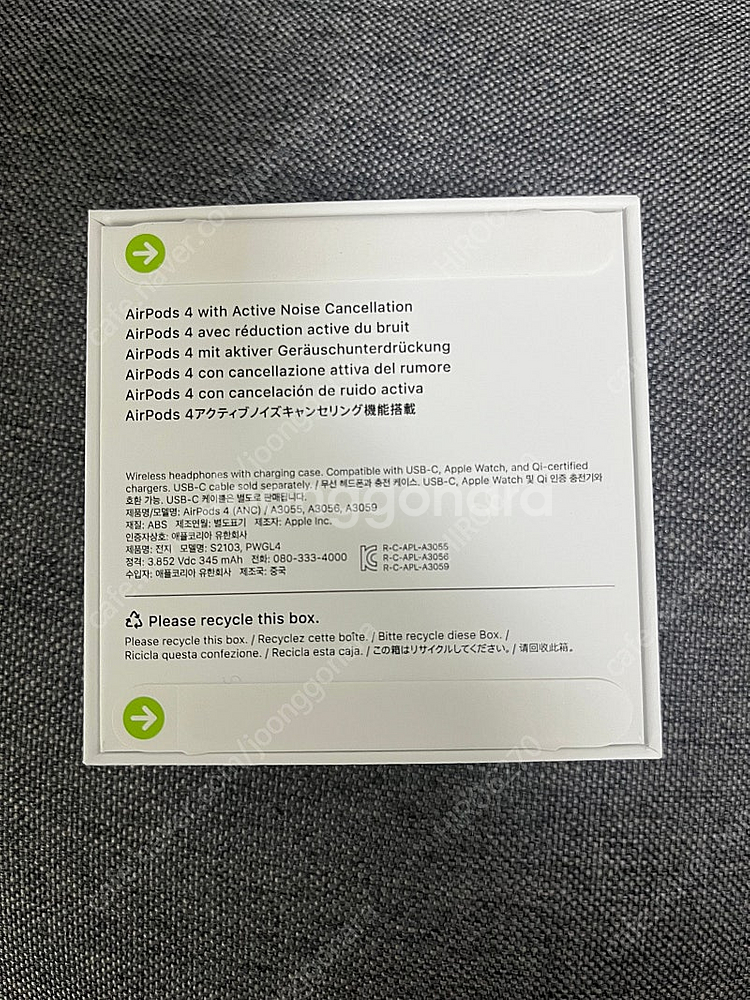 AirPods 4 with Active Noise Cancellation
AirPods 4 avec réduction active du bruit
AirPods 4 mit aktiver Geräuschunterdrückung
AirPods 4 con cancellazione attiva del rumore
AirPods 4 con cancelación de ruido activa
AirPods 4アクティブノイズキャンセリング機能搭載
Wireless headphones with charging case. Compatible with USB-C, Apple Watch, and Qi-certified
chargers. USB-C cable sold separately. / 무선 헤드폰과 충전 케이스. USB-C, Apple Watch 및 Qi 인증 충전기와
호환 가능. USB-C 케이블은 별도로 판매됩니다.
joonggonara
제품명/모델명: AirPods 4 (ANC) / A3055, A3056, A3059
재질: ABS 제조연월: 별도표기 제조자: Apple Inc.
인증자상호: 애플코리아 유한회사
제품명: 전지 모델명: S2103, PWGL4
정격: 3.852 Vdc 345 mAh 전화: 080-333-4000
수입자: 애플코리아 유한회사 제조국: 중국
R-C-APL-A3055
R-C-APL-A3056
R-C-APL-A3059
Please recycle this box.
Please recycle this box. / Recyclez cette boîte. / Bitte recycle diese Box. /
Ricicla questa confezione. / Recicla esta caja. / この箱はリサイクルしてください。/ 请回收此箱。
cafe.naver.com/joonggonara